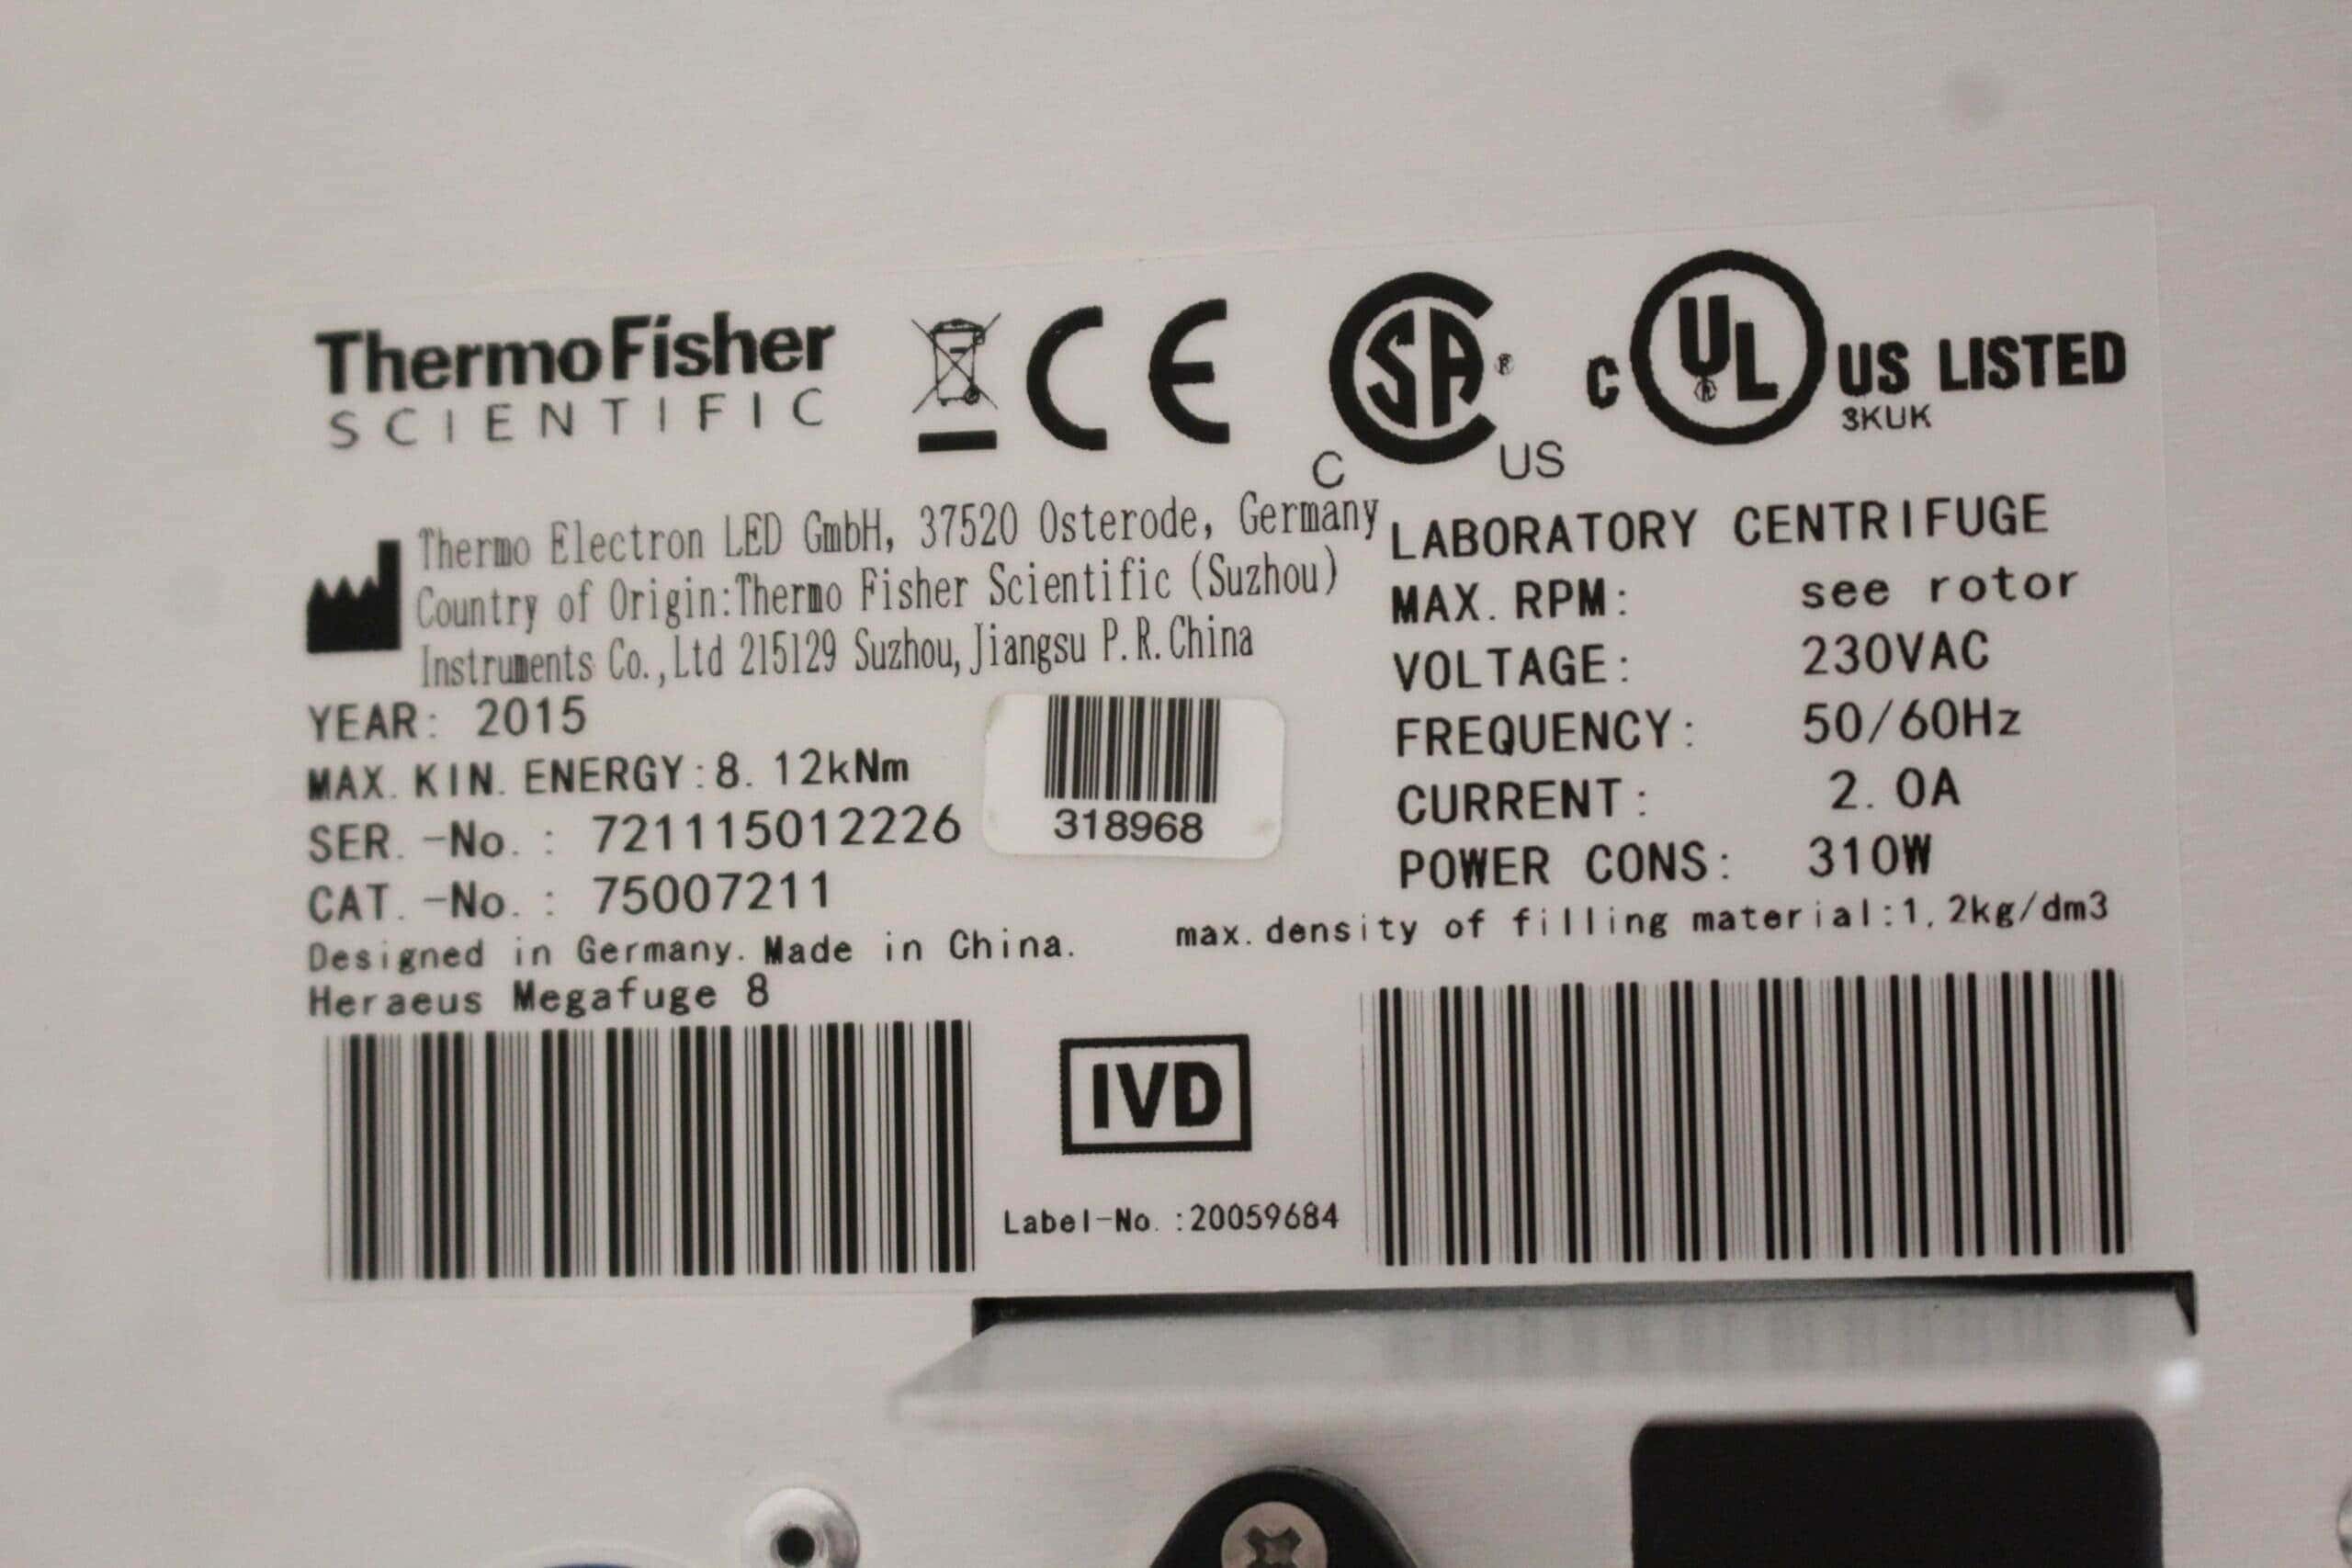 ThermoFisher
SCIENTIFIC
CE
C SA ® US
C UL ® US LISTED
3KUK
Thermo Electron LED GmbH, 37520 Osterode, Germany
Country of Origin:Thermo Fisher Scientific (Suzhou)
Instruments Co.,Ltd 215129 Suzhou,Jiangsu P.R.China
YEAR: 2015
MAX. KIN. ENERGY:8.12kNm
SER.-No.: 721115012226
CAT.-No.: 75007211
Designed in Germany. Made in China.
Heraeus Megafuge 8
318968
LABORATORY CENTRIFUGE
MAX. RPM: see rotor
VOLTAGE: 230VAC
FREQUENCY: 50/60Hz
CURRENT: 2.0A
POWER CONS: 310W
max. density of filling material:1,2kg/dm3
IVD
Label-No.:20059684